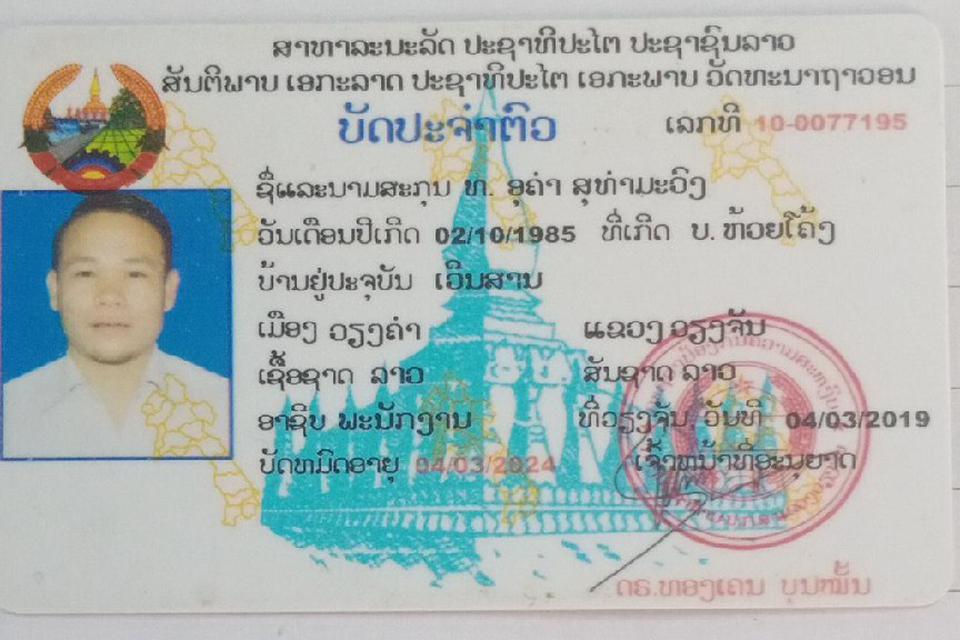 ສາທາລະນະລັດ ປະຊາທິປະໄຕ ປະຊາຊົນລາວ
ສັນຕິພາບ ເອກະລາດ ປະຊາທິປະໄຕ ເອກະພາບ ວັດທະນາຖາວອນ
ບັດປະຈຳຕົວ ເລກທີ 10-0077195
ຊື່ແລະນາມສະກຸນ ທ. ອຸຄຳ ສຸທຳມະວົງ
ວັນເດືອນປີເກີດ 02/10/1985 ທີ່ເກີດ ບ. ຫ້ວຍໂຄ້ງ
ບ້ານຢູ່ປະຈຸບັນ ເວີນສານ
ເມືອງ ວຽງຄຳ ແຂວງ ວຽງຈັນ
ເຊື້ອຊາດ ລາວ ສັນຊາດ ລາວ
ອາຊິບ ພະນັກງານ ທີ່ວຽງຈັນ, ວັນທີ 04/03/2019
ບັດຫມົດອາຍຸ 04/03/2024 ເຈົ້າຫນ້າທີ່ອະນຸຍາດ
ດຣ.ທອງເຄນ ບຸນໝັ້ນ